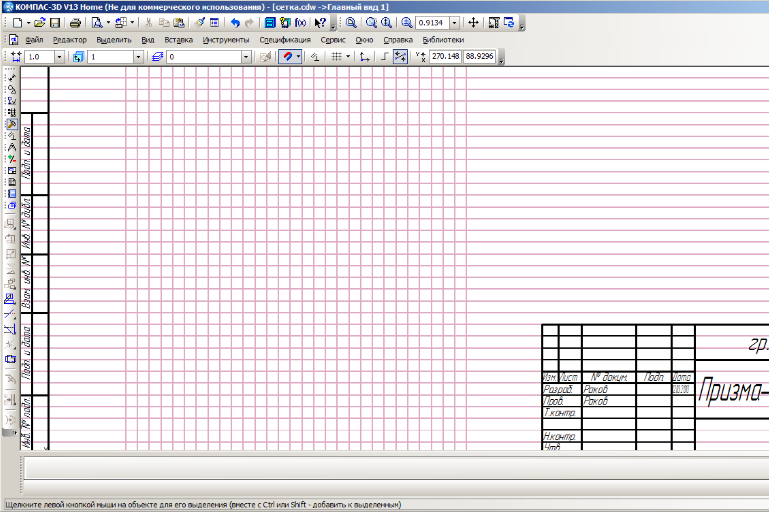 КОМПАС-3D V13 Home (Не для коммерческого использования) - [сетка.cdw ->Главный вид 1]
0.9134
Файл Редактор Выделить Вид Вставка Инструменты Спецификация Сервис Окно Справка Библиотеки
1.0 1 0 270.148 88.9296
Подп. и дата
Инв. № дубл.
Взам. инв. №
Подп. и дата
Инв. № подл.
гр.
Изм. Лист № докум. Подп. Дата
Разраб. Раков
Пров. Раков
Т.контр.
Призма-
Н.контр.
Утв.
Щелкните левой кнопкой мыши на объекте для его выделения (вместе с Ctrl или Shift - добавить к выделенным)